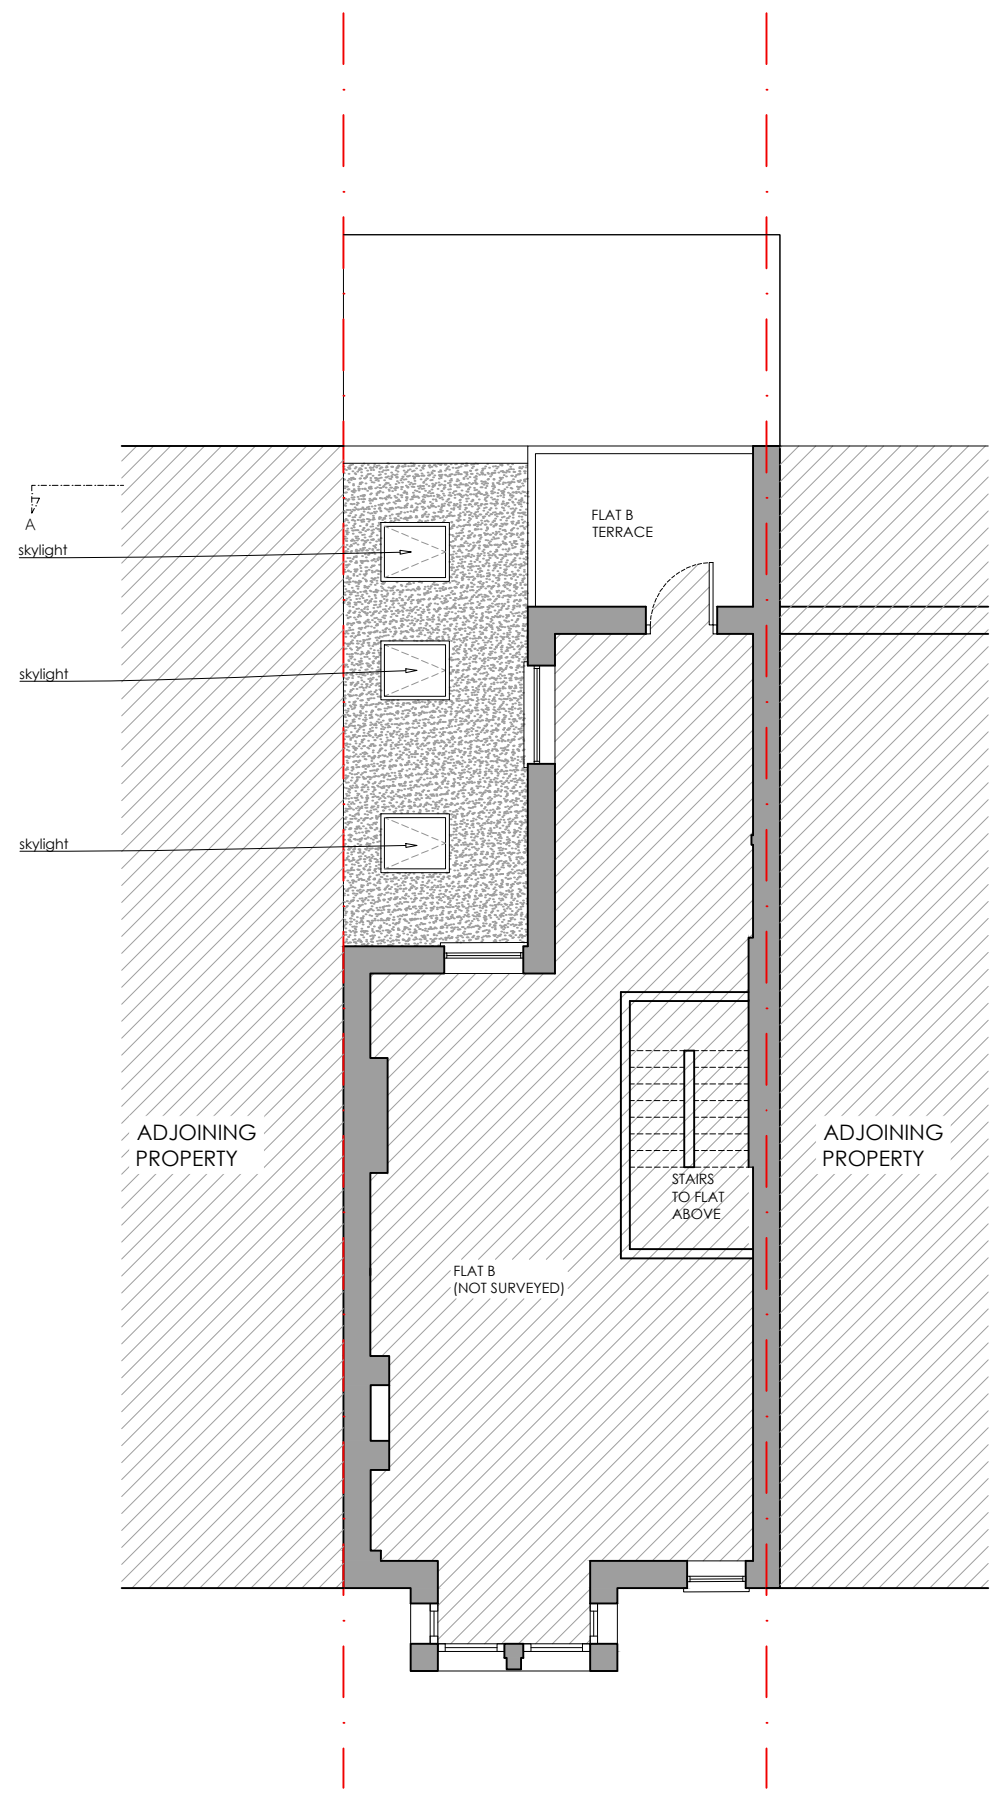 FLAT B
TERRACE
A
skylight
skylight
skylight
ADJOINING
PROPERTY
ADJOINING
PROPERTY
STAIRS
TO FLAT
ABOVE
FLAT B
(NOT SURVEYED)